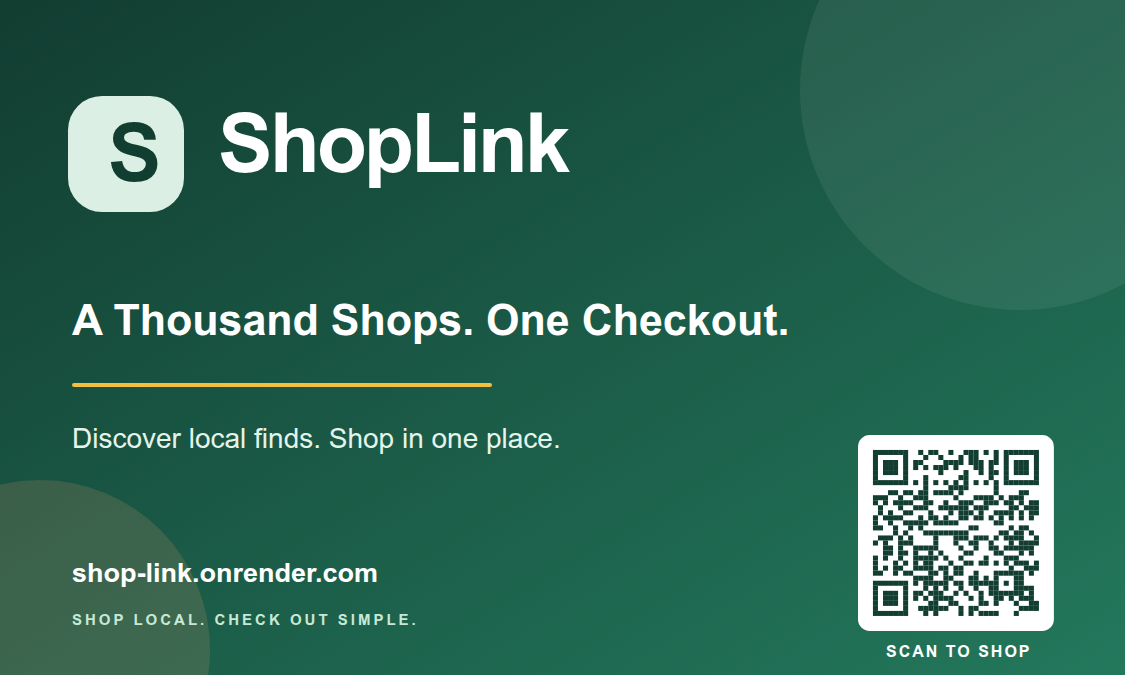 S ShopLink
A Thousand Shops. One Checkout.
Discover local finds. Shop in one place.
shop-link.onrender.com
SHOP LOCAL. CHECK OUT SIMPLE.
SCAN TO SHOP